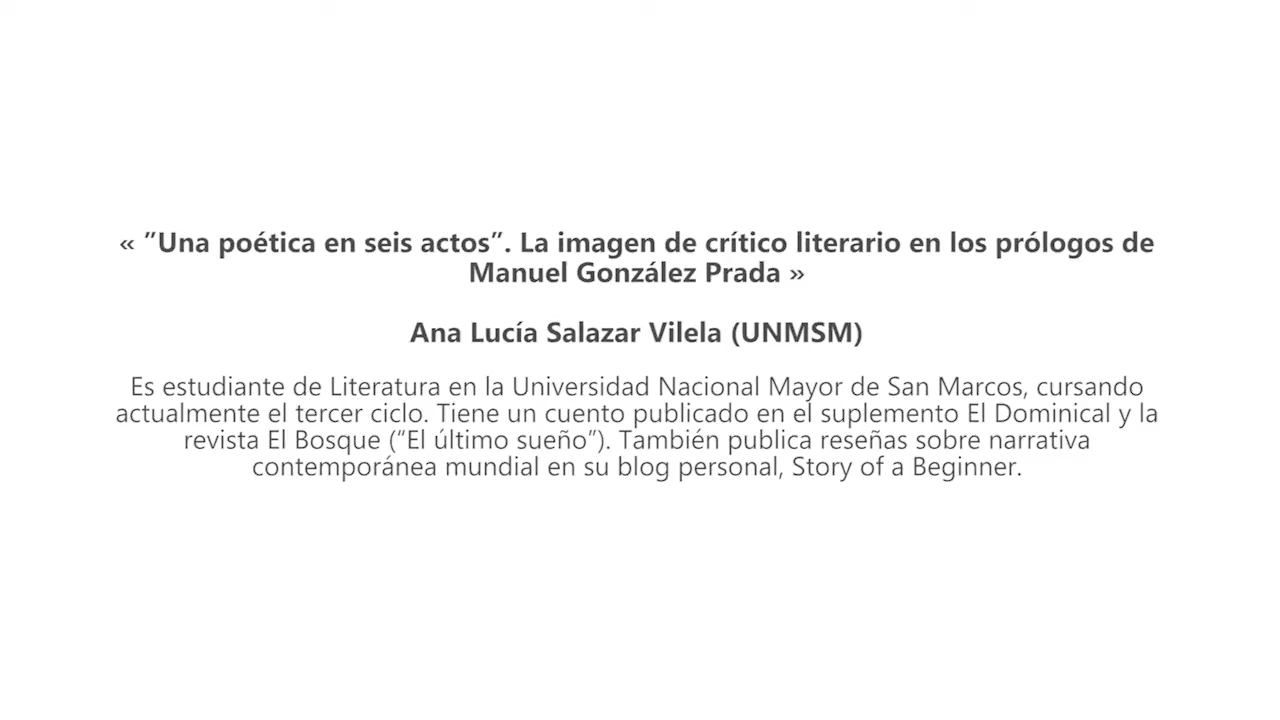 « ”Una poética en seis actos”. La imagen de crítico literario en los prólogos de
Manuel González Prada »
Ana Lucía Salazar Vilela (UNMSM)
Es estudiante de Literatura en la Universidad Nacional Mayor de San Marcos, cursando
actualmente el tercer ciclo. Tiene un cuento publicado en el suplemento El Dominical y la
revista El Bosque (“El último sueño”). También publica reseñas sobre narrativa
contemporánea mundial en su blog personal, Story of a Beginner.